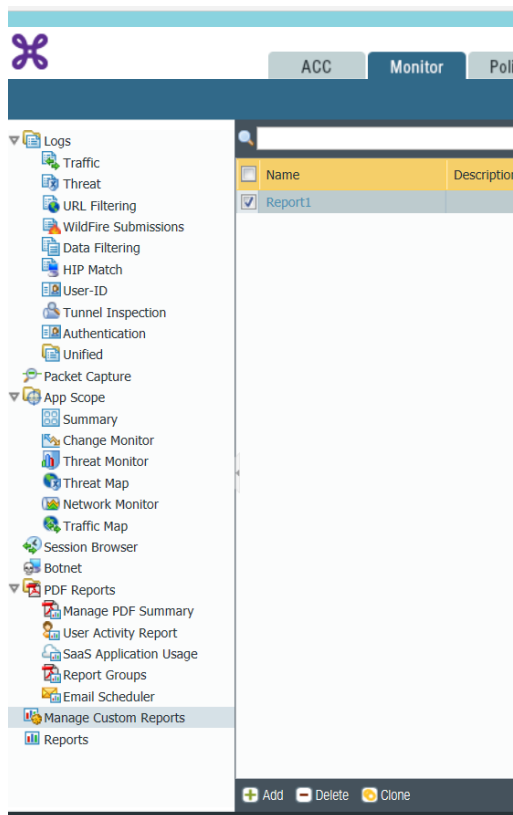 ACC Monitor
Logs
Traffic
Threat
URL Filtering
WildFire Submissions
Data Filtering
HIP Match
User-ID
Tunnel Inspection
Authentication
Unified
Packet Capture
App Scope
Summary
Change Monitor
Threat Monitor
Threat Map
Network Monitor
Traffic Map
Session Browser
Botnet
PDF Reports
Manage PDF Summary
User Activity Report
SaaS Application Usage
Report Groups
Email Scheduler
Manage Custom Reports
Reports
Name Description
Report1
Add Delete Clone